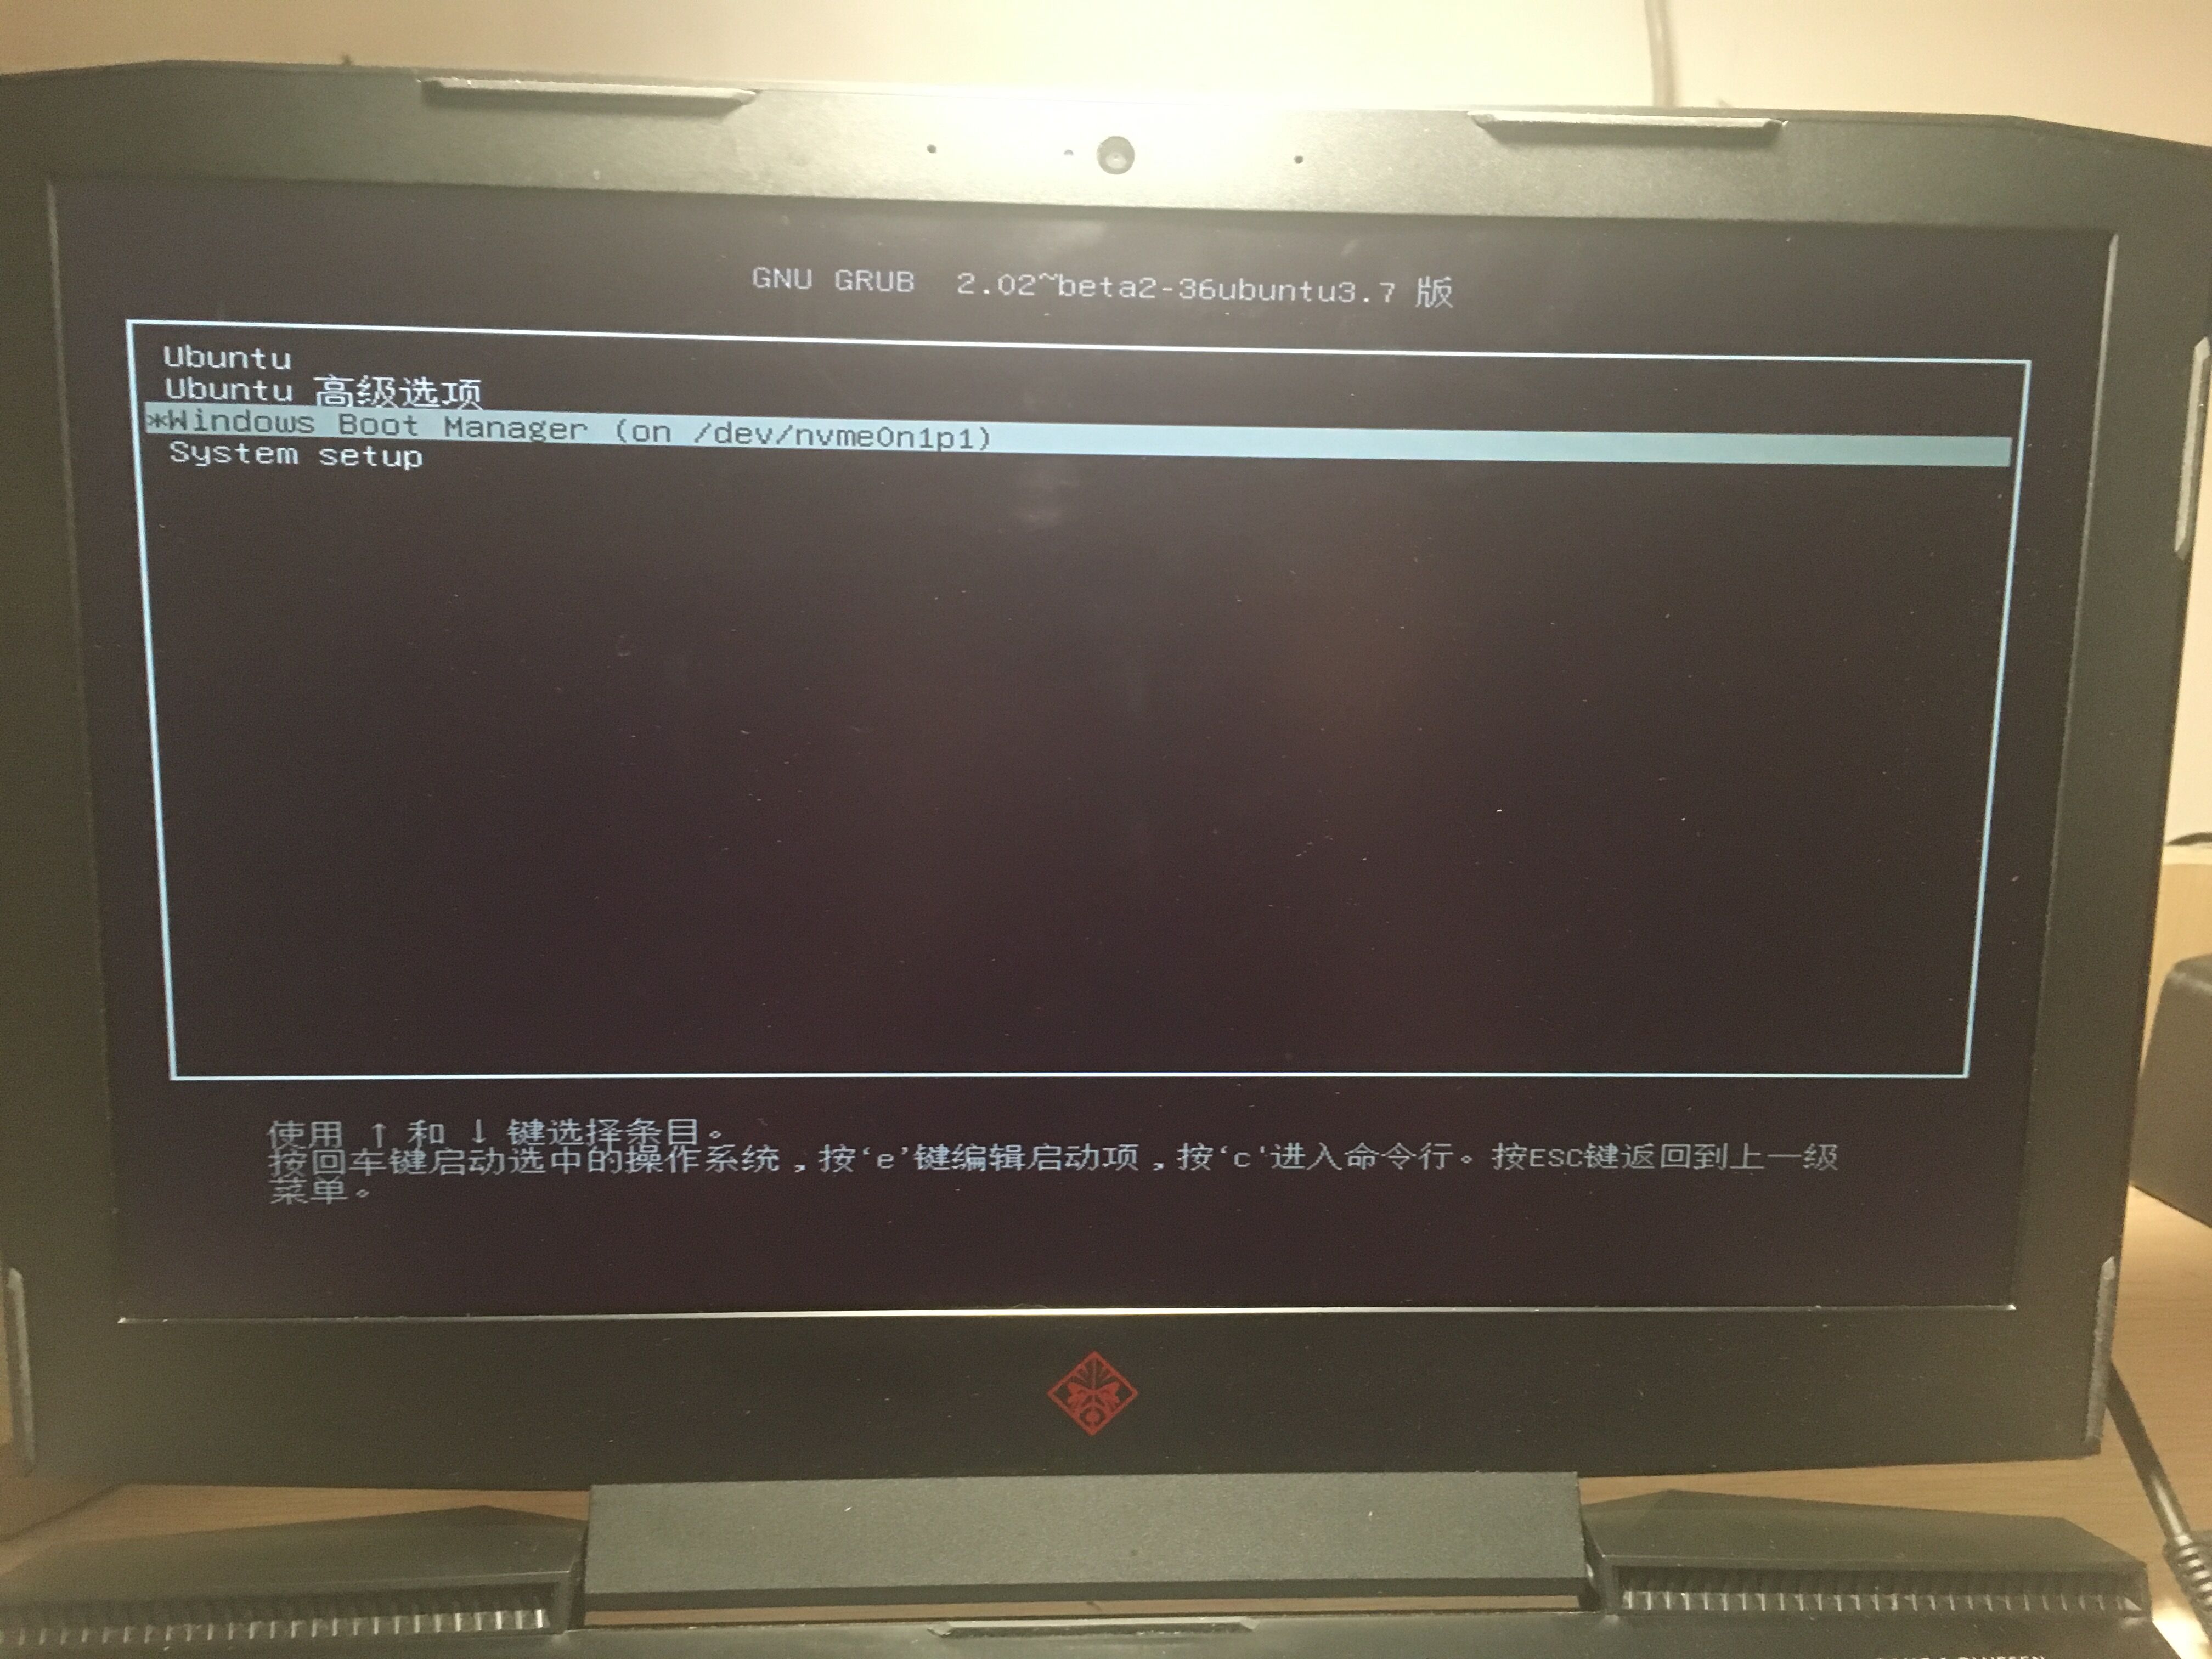 GNU GRUB 2.02~beta2-36ubuntu3.7 版
Ubuntu
Ubuntu 高级选项
*Windows Boot Manager (on /dev/nvme0n1p1)
System setup
使用 ↑ 和 ↓ 键选择条目。
按回车键启动选中的操作系统，按‘e’键编辑启动项，按‘c'进入命令行。按ESC键返回到上一级
菜单。